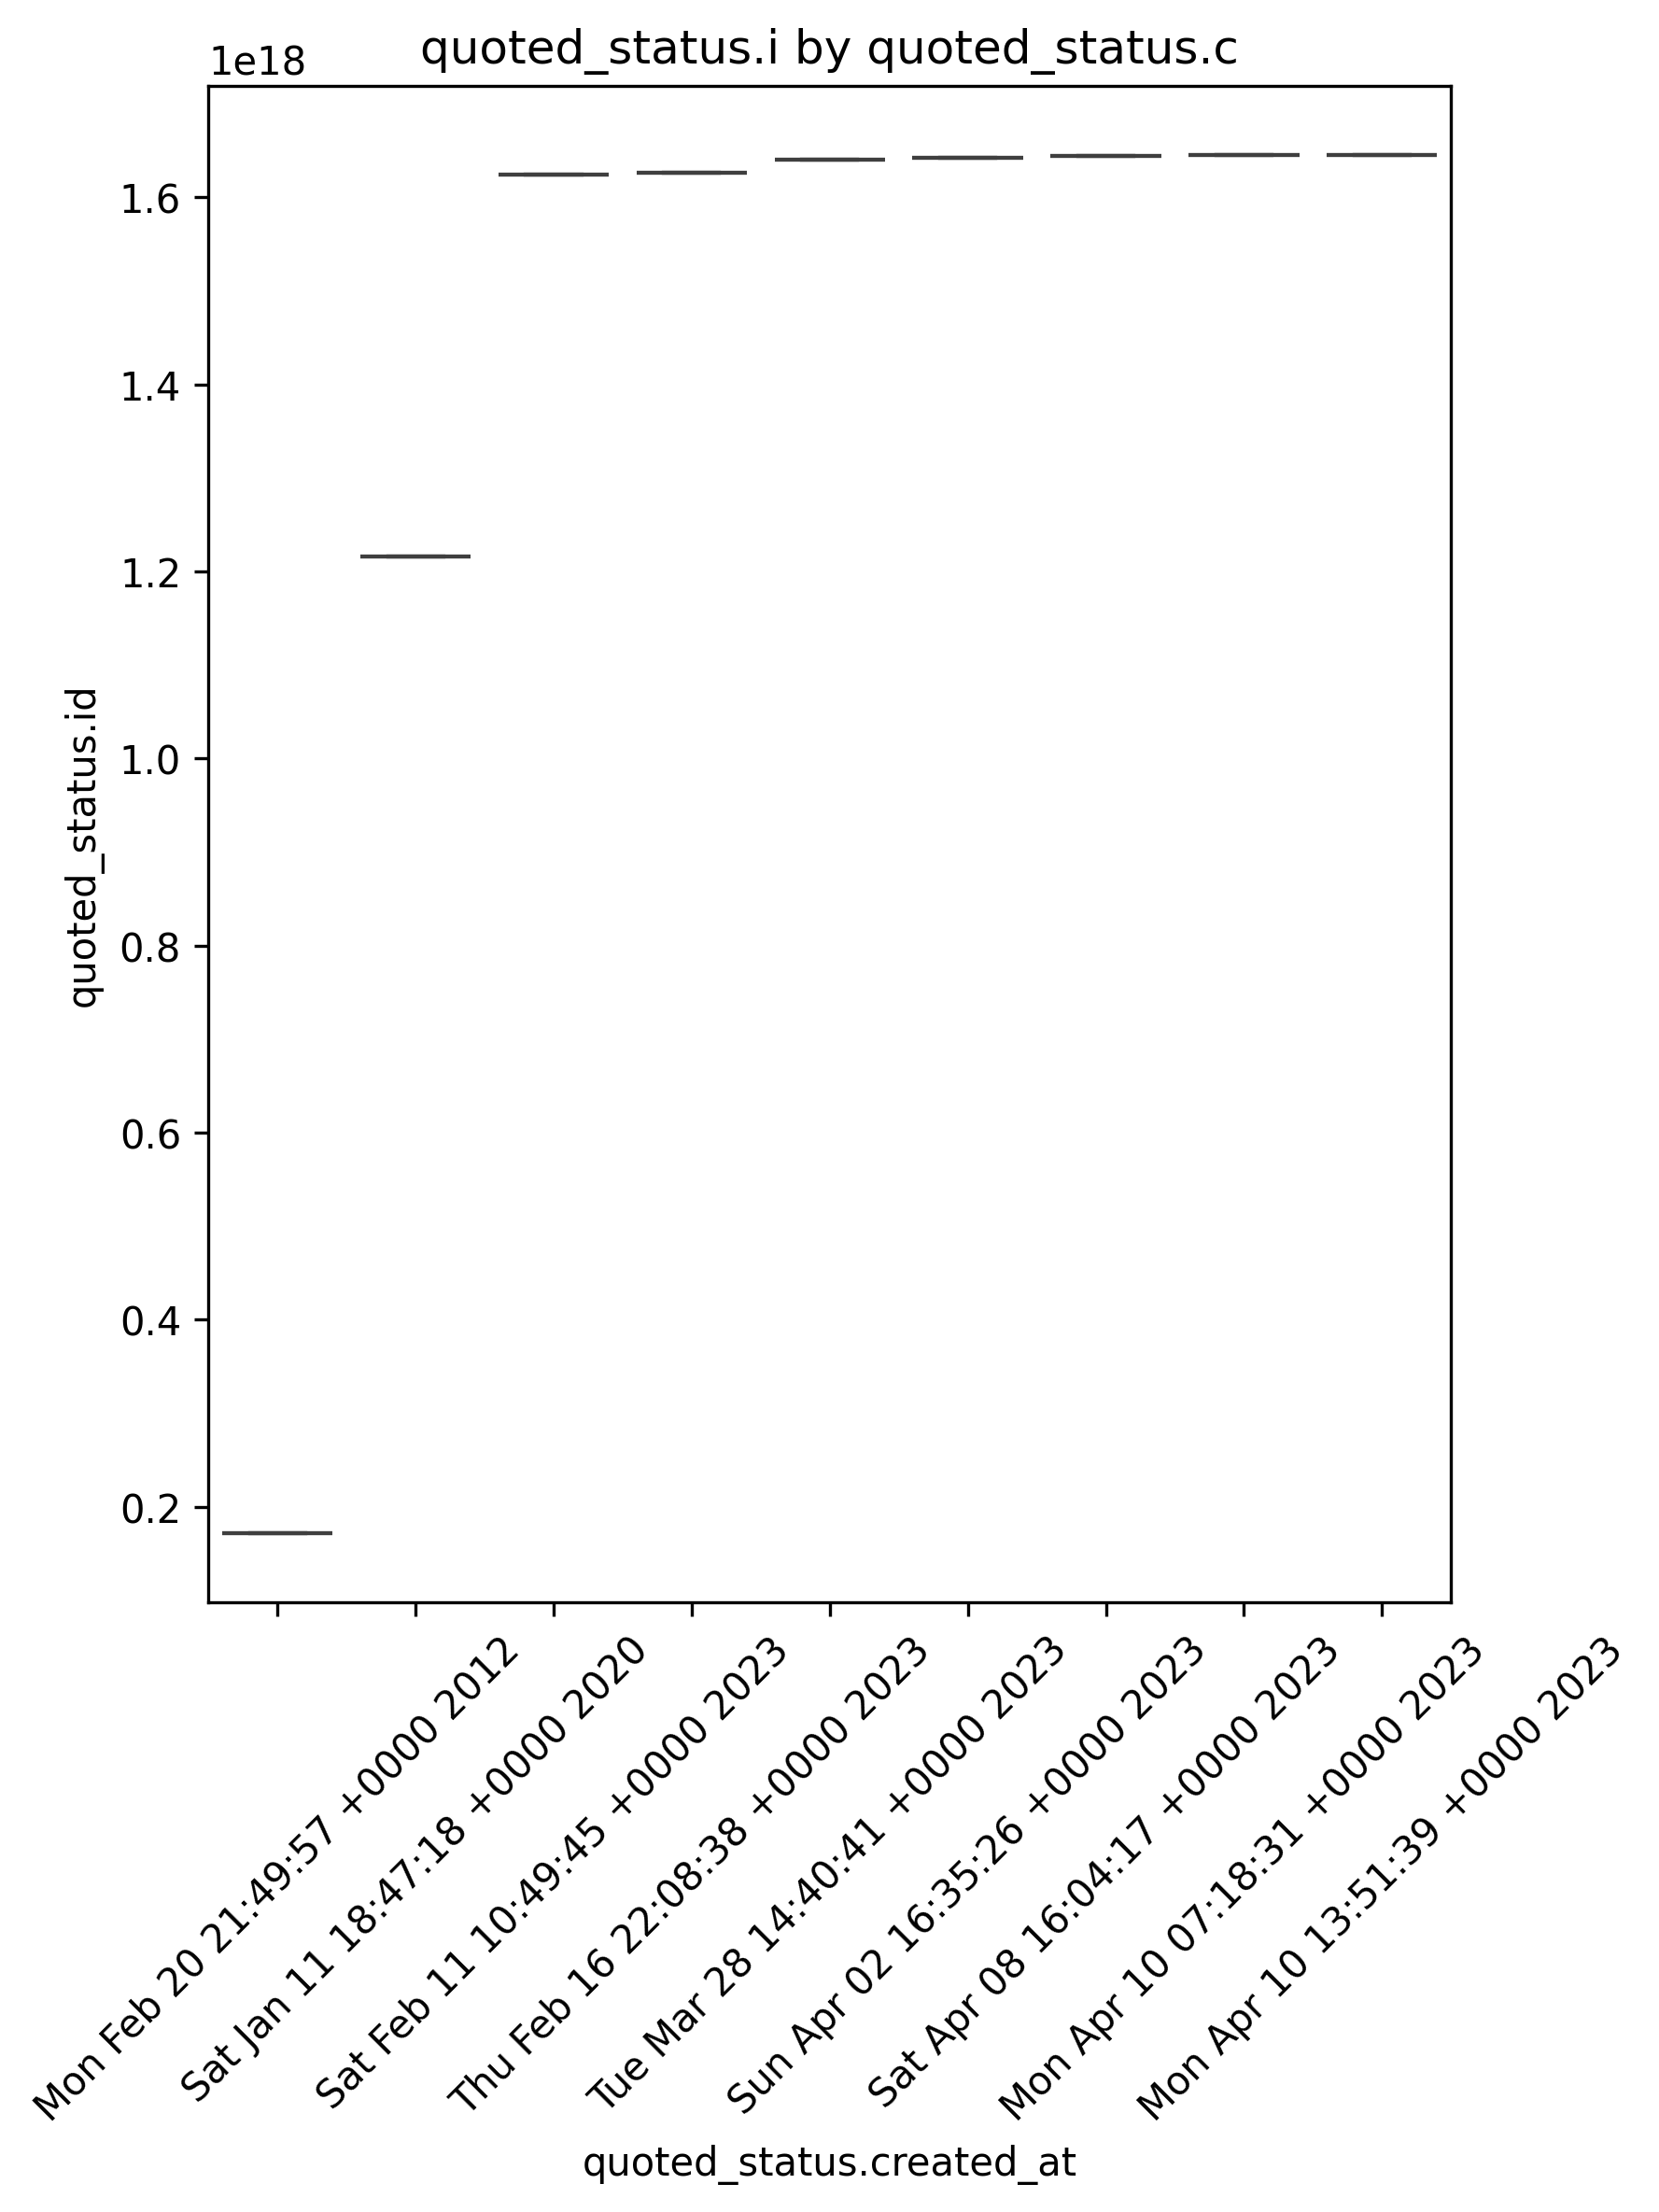 quoted_status.i by quoted_status.c
1e18
1.6
1.4
1.2
1.0
0.8
0.6
0.4
0.2
quoted_status.id
Mon Feb 20 21:49:57 +0000 2012
Sat Jan 11 18:47:18 +0000 2020
Sat Feb 11 10:49:45 +0000 2023
Thu Feb 16 22:08:38 +0000 2023
Tue Mar 28 14:40:41 +0000 2023
Sun Apr 02 16:35:26 +0000 2023
Sat Apr 08 16:04:17 +0000 2023
Mon Apr 10 07:18:31 +0000 2023
Mon Apr 10 13:51:39 +0000 2023
quoted_status.created_at